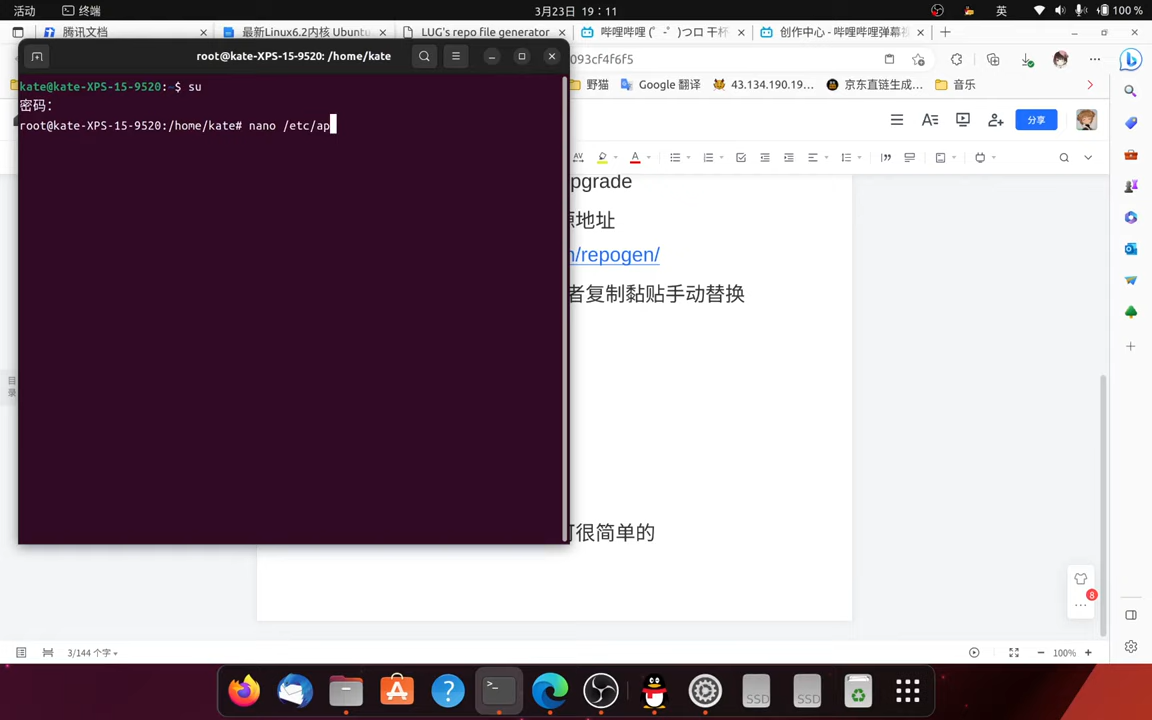 活动 终端 3月23日 19：11 英 100 %
腾讯文档 最新Linux6.2内核 Ubuntu LUG's repo file generator 哔哩哔哩 (゜-゜)つロ 干杯 创作中心 - 哔哩哔哩弹幕视
root@kate-XPS-15-9520: /home/kate
093cf4f6f5
野猫 Google 翻译 43.134.190.19... 京东直链生成... 音乐
分享
kate@kate-XPS-15-9520:~$ su
密码：
root@kate-XPS-15-9520:/home/kate# nano /etc/ap
pgrade
源地址
n/repogen/
者复制黏贴手动替换
目录
很简单的
8
3/144 个字 100%
SSD SSD